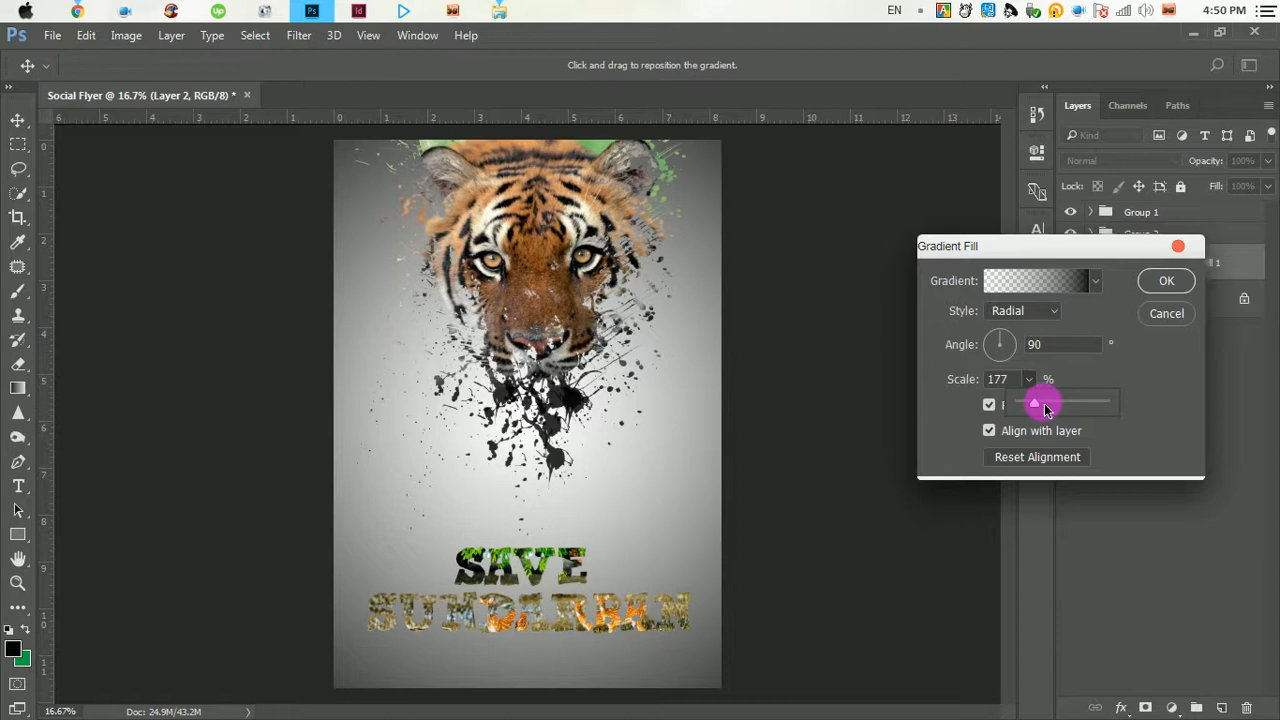 EN
4:50 PM
Ps
File Edit Image Layer Type Select Filter 3D View Window Help
Click and drag to reposition the gradient.
Social Flyer @ 16.7% (Layer 2, RGB/8) *
Layers Channels Paths
Kind
Normal
Opacity: 100%
Lock:
Fill: 100%
Group 1
Gradient Fill
Gradient:
OK
Style: Radial
Cancel
Angle: 90 °
Scale: 177 %
Align with layer
Reset Alignment
SAVE
SUNDARBAN
16.67%
Doc: 24.9M/43.2M